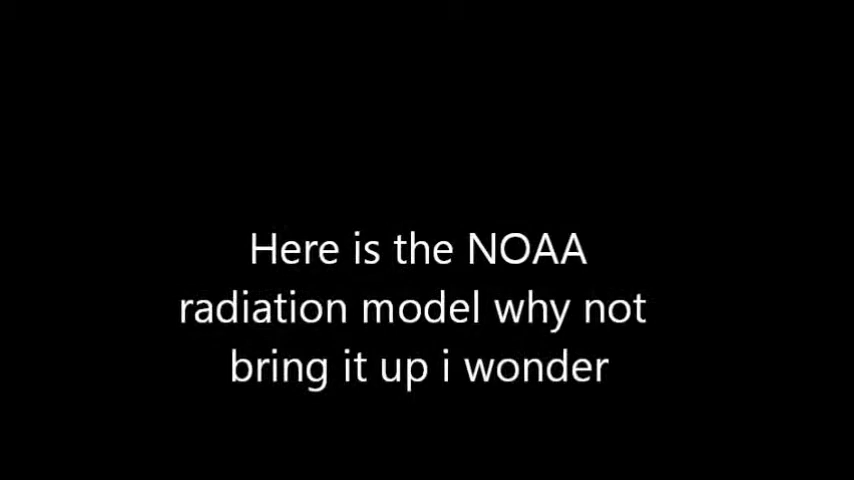 Here is the NOAA
radiation model why not
bring it up i wonder